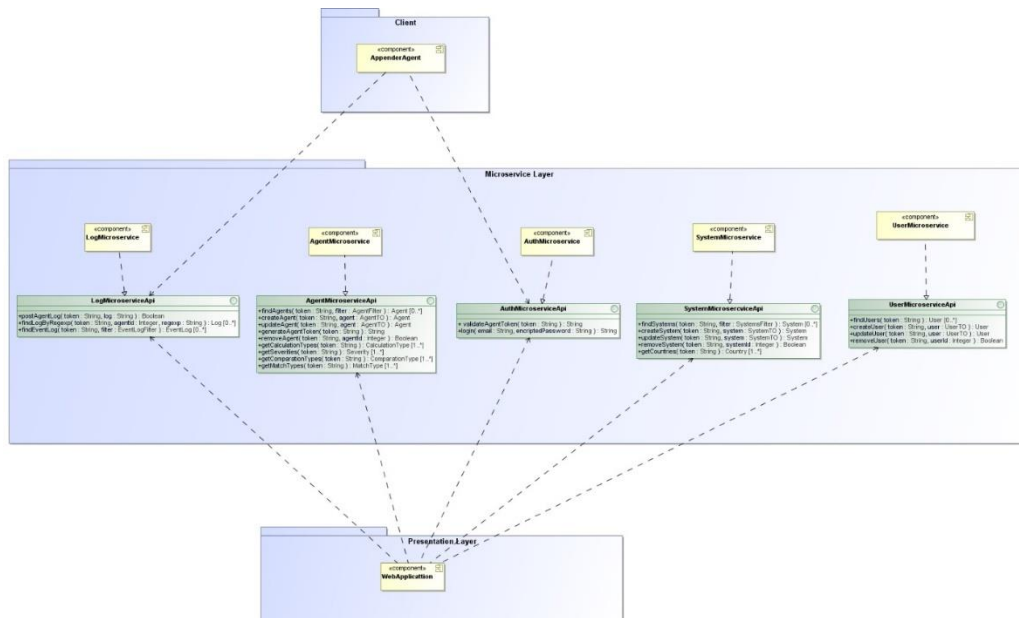 Client
«component»
AppenderAgent
Microservice Layer
«component»
LogMicroservice
«component»
AgentMicroservice
«component»
AuthMicroservice
«component»
SystemMicroservice
«component»
UserMicroservice
LogMicroserviceApi
+postAgentLog( token : String, log : String ) : Boolean
+findLogByRegexp( token : String, agentId : Integer, regexp : String ) : Log [0..*]
+findEventLog( token : String, filter : EventLogFilter ) : EventLog [0..*]
AgentMicroserviceApi
+findAgents( token : String, filter : AgentFilter ) : Agent [0..*]
+createAgent( token : String, agent : AgentTO ) : Agent
+updateAgent( token : String, agent : AgentTO ) : Agent
+generateAgentToken( token : String ) : String
+removeAgent( token : String, agentId : Integer ) : Boolean
+getCalculationTypes( token : String ) : CalculationType [1..*]
+getSeverities( token : String ) : Severity [1..*]
+getComparationTypes( token : String ) : ComparationType [1..*]
+getMatchTypes( token : String ) : MatchType [1..*]
AuthMicroserviceApi
+ validateAgentToken( token : String ) : String
+login( email : String, encriptedPassword : String ) : String
SystemMicroserviceApi
+findSystems( token : String, filter : SystemsFilter ) : System [0..*]
+createSystem( token : String, system : SystemTO ) : System
+updateSystem( token : String, system : SystemTO ) : System
+removeSystem( token : String, systemId : Integer ) : Boolean
+getCountries( token : String ) : Country [1..*]
UserMicroserviceApi
+findUsers( token : String ) : User [0..*]
+createUser( token : String, user : UserTO ) : User
+updateUser( token : String, user : UserTO ) : User
+removeUser( token : String, userId : Integer ) : Boolean
Presentation Layer
«component»
WebApplicattion